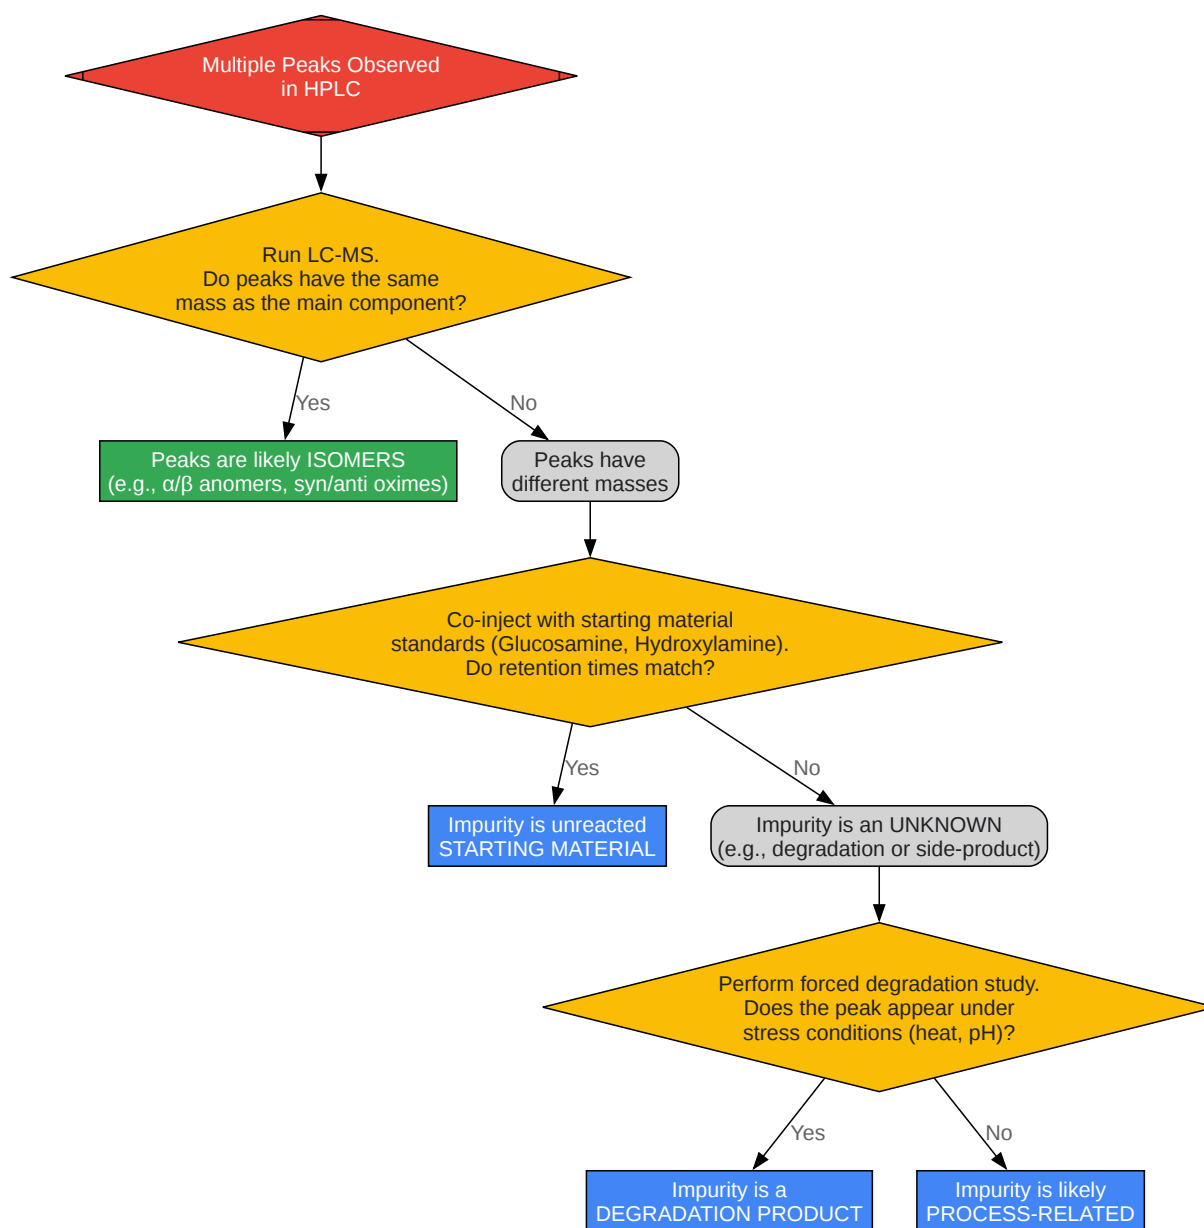 Multiple Peaks Observed
in HPLC
Run LC-MS.
Do peaks have the same
mass as the main component?
Yes
No
Peaks are likely ISOMERS
(e.g., α/β anomers, syn/anti oximes)
Peaks have
different masses
Co-inject with starting material
standards (Glucosamine, Hydroxylamine).
Do retention times match?
Yes
No
Impurity is unreacted
STARTING MATERIAL
Impurity is an UNKNOWN
(e.g., degradation or side-product)
Perform forced degradation study.
Does the peak appear under
stress conditions (heat, pH)?
Yes
No
Impurity is a
DEGRADATION PRODUCT
Impurity is likely
PROCESS-RELATED